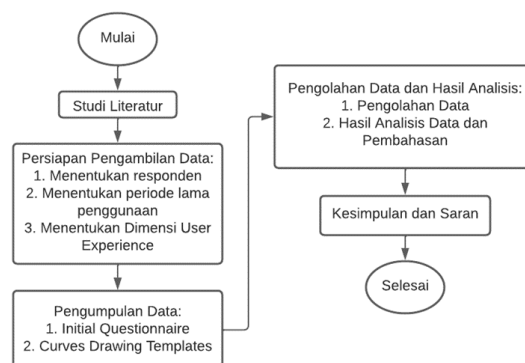 Mulai
Studi Literatur
Persiapan Pengambilan Data:
1. Menentukan responden
2. Menentukan periode lama
penggunaan
3. Menentukan Dimensi User
Experience
Pengumpulan Data:
1. Initial Questionnaire
2. Curves Drawing Templates
Pengolahan Data dan Hasil Analisis:
1. Pengolahan Data
2. Hasil Analisis Data dan
Pembahasan
Kesimpulan dan Saran
Selesai